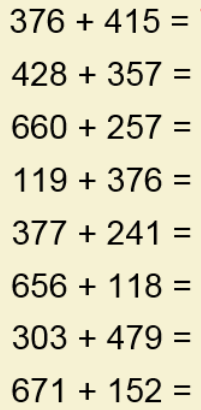 376 + 415 =
428 + 357 =
660 + 257 =
119 + 376 =
377 + 241 =
656 + 118 =
303 + 479 =
671 + 152 =